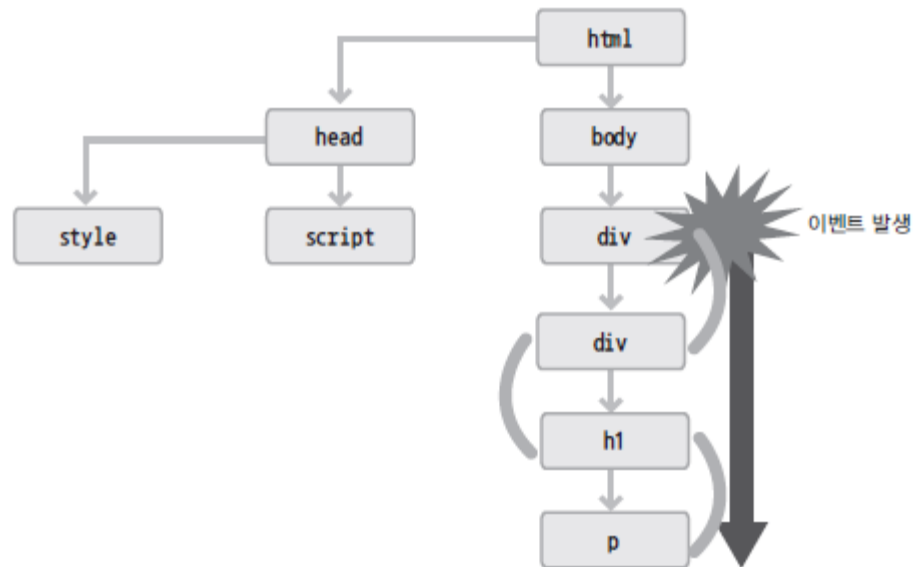 html
head
body
style
script
div
이벤트 발생
div
h1
p